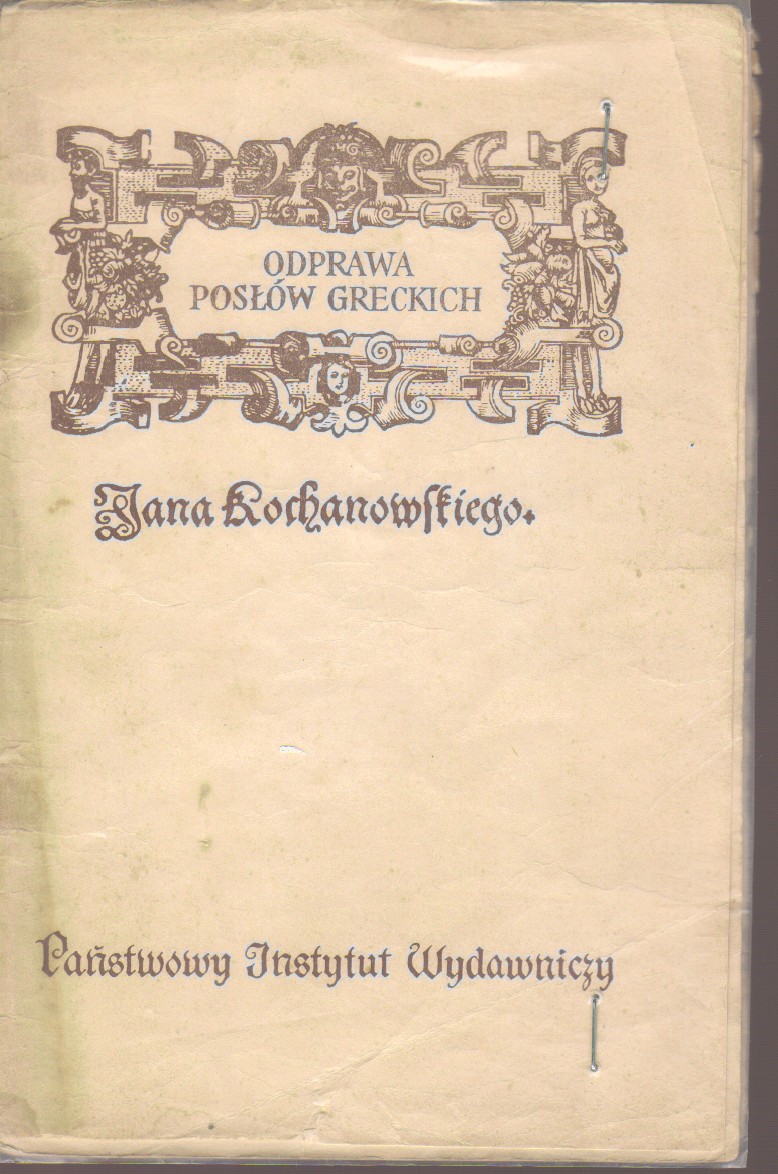 ODPRAWA
POSŁÓW GRECKICH
Jana Kochanowſkiego.
Państwowy Instytut Wydawniczy